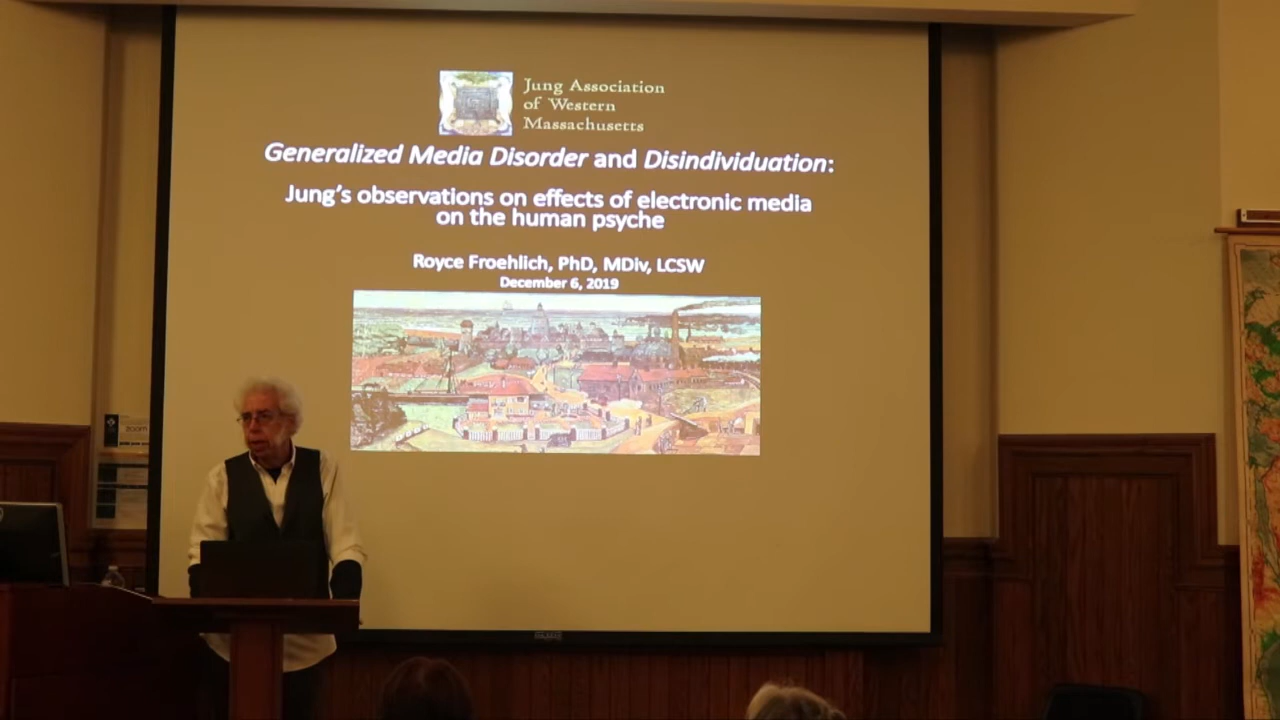 Jung Association
of Western
Massachusetts
Generalized Media Disorder and Disindividuation:
Jung's observations on effects of electronic media
on the human psyche
Royce Froehlich, PhD, MDiv, LCSW
December 6, 2019
zoom